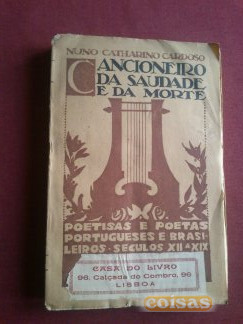 NUNO CATHARINO CARDOSO
CANCIONEIRO
DA SAUDADE
E DA MORTE
POETISAS E POETAS
PORTUGUESES E BRASI-
LEIROS-SECULOS XII A XIX
CASA DO LIVRO
96, Calçada do Combro, 96
LISBOA
coisas